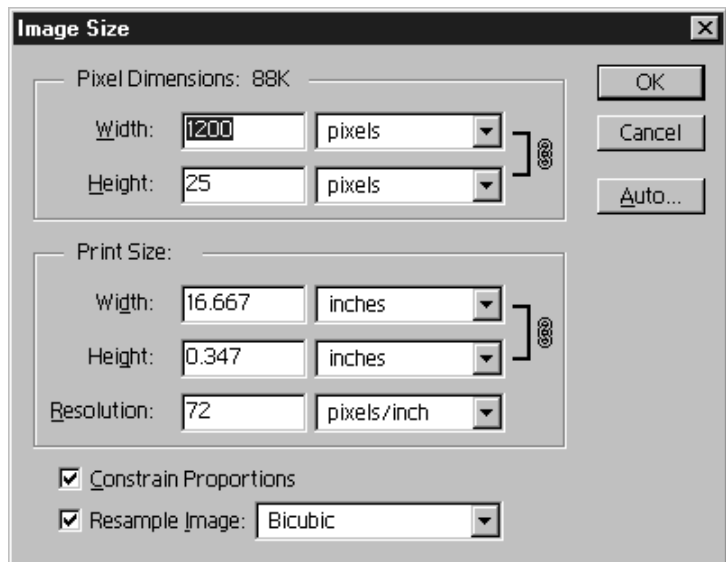 Image Size
Pixel Dimensions: 88K
OK
Width: 1200 pixels
Cancel
Height: 25 pixels
Auto...
Print Size:
Width: 16.667 inches
Height: 0.347 inches
Resolution: 72 pixels/inch
Constrain Proportions
Resample Image: Bicubic